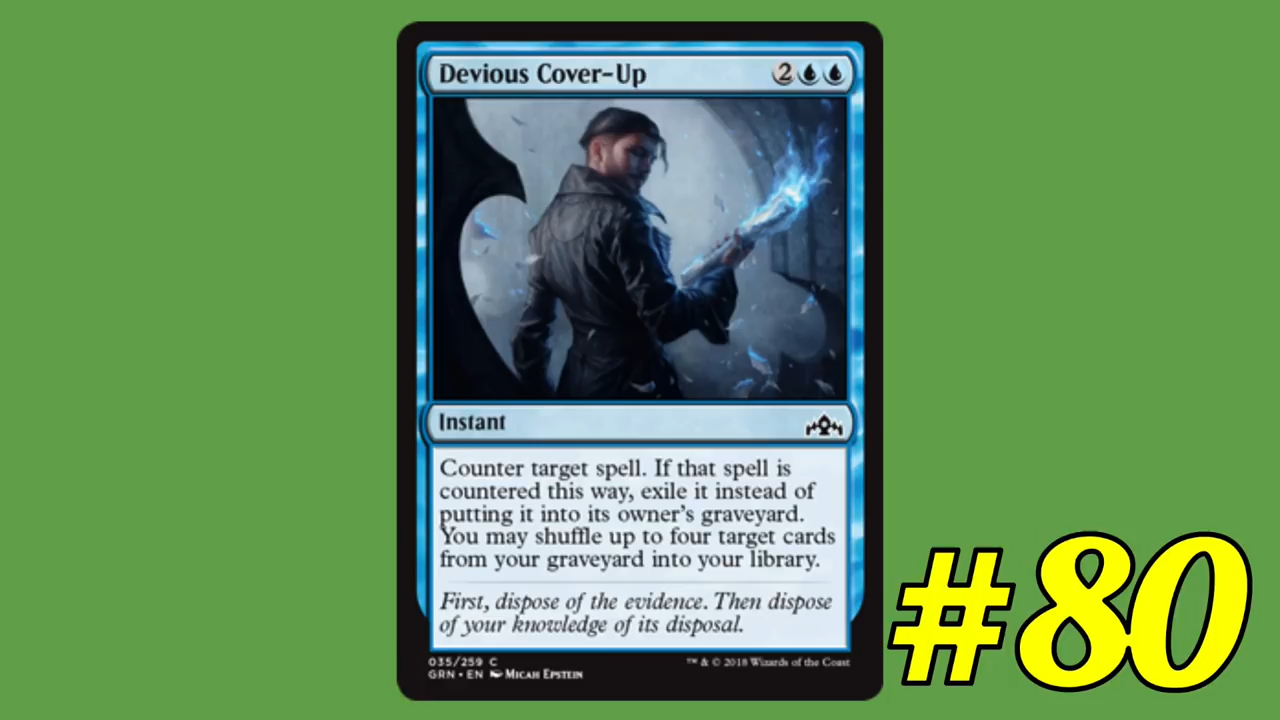 Devious Cover-Up
2
Instant
Counter target spell. If that spell is
countered this way, exile it instead of
putting it into its owner's graveyard.
You may shuffle up to four target cards
from your graveyard into your library.
First, dispose of the evidence. Then dispose
of your knowledge of its disposal.
035/259 C
GRN • EN Micah Epstein
™ & © 2018 Wizards of the Coast
#80